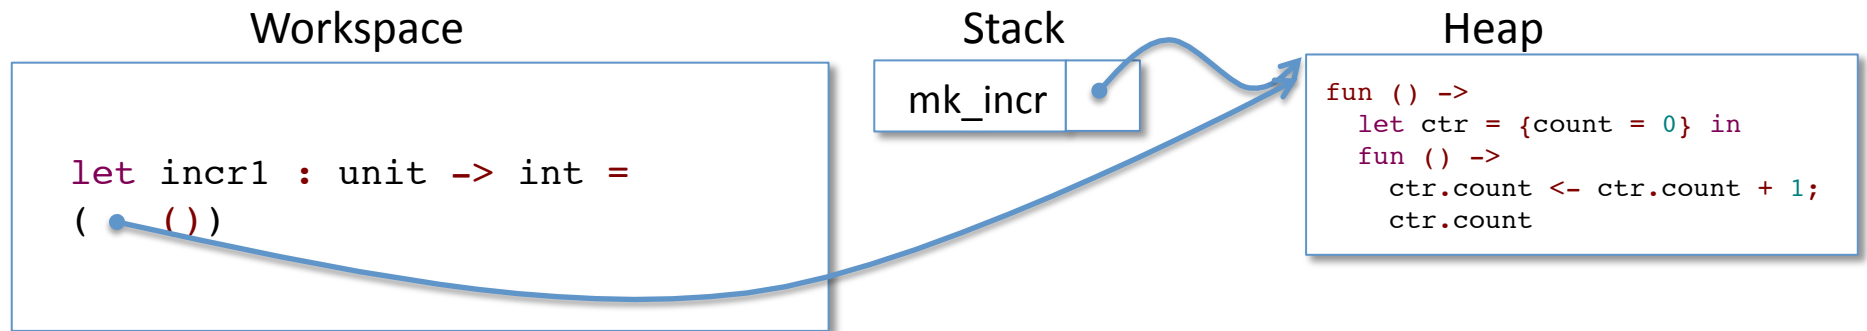 Workspace
Stack
Heap
let incr1 : unit -> int =
( ())
mk_incr
fun () ->
let ctr = {count = 0} in
fun () ->
ctr.count <- ctr.count + 1;
ctr.count